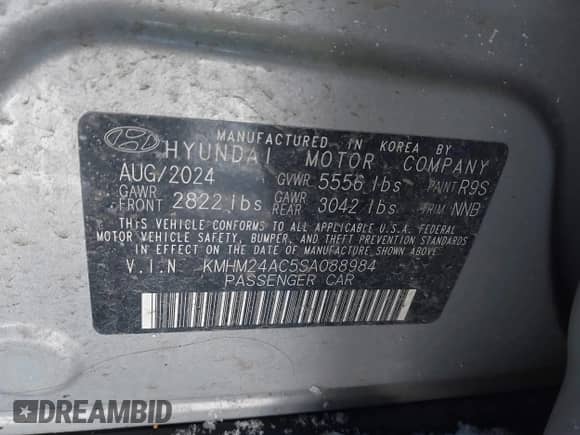 MANUFACTURED IN KOREA BY
HYUNDAI MOTOR COMPANY
AUG/2024 GVWR 5556 lbs PAINT R9S
GAWR FRONT 2822 lbs GAWR REAR 3042 lbs TRIM NNB
THIS VEHICLE CONFORMS TO ALL APPLICABLE U.S.A. FEDERAL
MOTOR VEHICLE SAFETY, BUMPER, AND THEFT PREVENTION STANDARDS
IN EFFECT ON THE DATE OF MANUFACTURE SHOWN ABOVE.
V.I.N KMHM24AC5SA088984
PASSENGER CAR
DREAMBID